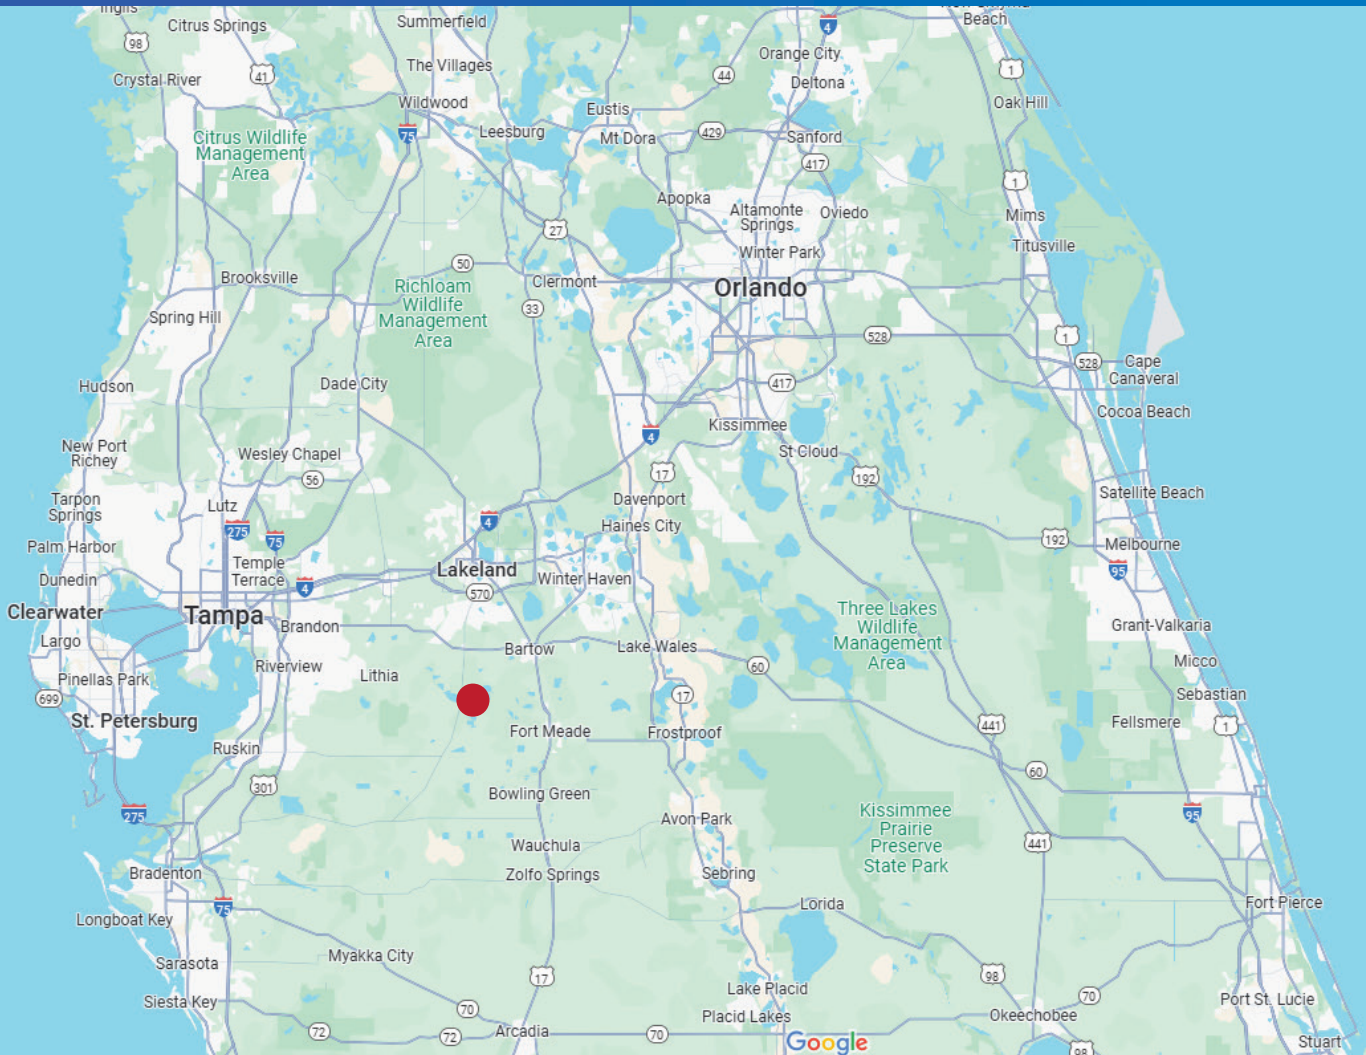 Inglis
Citrus Springs
Summerfield
4
Beach
98
Orange City
Crystal River
41
The Villages
44
Deltona
1
Wildwood
Eustis
Oak Hill
75
Leesburg
Mt Dora
429
Sanford
Citrus Wildlife
Management
Area
417
1
Apopka
Altamonte
Springs
Oviedo
Mims
27
Winter Park
Titusville
50
Brooksville
Richloam
Wildlife
Management
Area
Clermont
Orlando
33
Spring Hill
528
1
528
Cape
Canaveral
Hudson
Dade City
417
Cocoa Beach
4
Kissimmee
New Port
Richey
Wesley Chapel
St Cloud
56
17
192
Tarpon
Springs
Lutz
Davenport
Satellite Beach
275
75
4
Haines City
192
Melbourne
Palm Harbor
Temple
Terrace
Lakeland
95
Dunedin
4
570
Winter Haven
Clearwater
Tampa
Brandon
Three Lakes
Wildlife
Management
Area
Grant-Valkaria
Largo
Bartow
Lake Wales
60
Micco
Riverview
Lithia
Pinellas Park
699
17
Sebastian
St. Petersburg
Fort Meade
Frostproof
441
Fellsmere
1
Ruskin
60
301
Bowling Green
275
Avon Park
Kissimmee
Prairie
Preserve
State Park
95
Wauchula
441
Bradenton
Zolfo Springs
Sebring
75
Lorida
Fort Pierce
Longboat Key
Myakka City
Sarasota
17
98
Siesta Key
Lake Placid
70
Port St. Lucie
70
Placid Lakes
Okeechobee
72
72
Arcadia
70
Google
98
Stuart